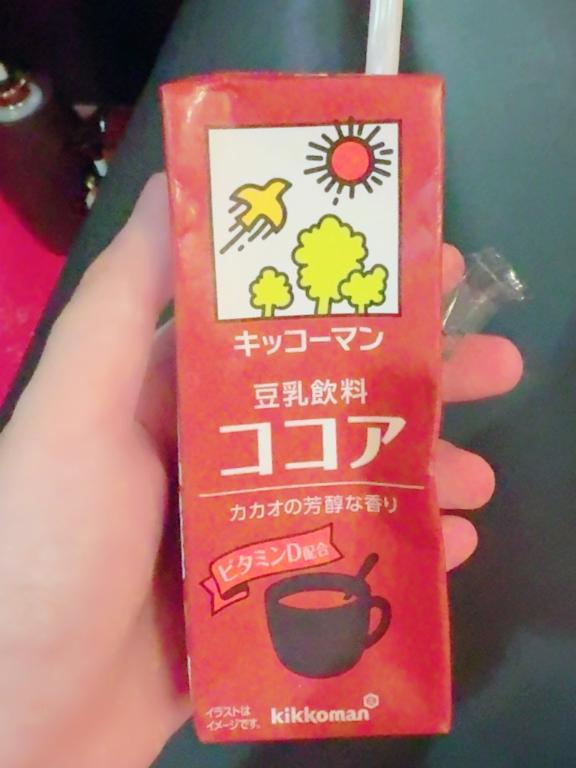 キッコーマン
豆乳飲料
ココア
カカオの芳醇な香り
ビタミンD配合
イラストは
イメージです。
kikkoman